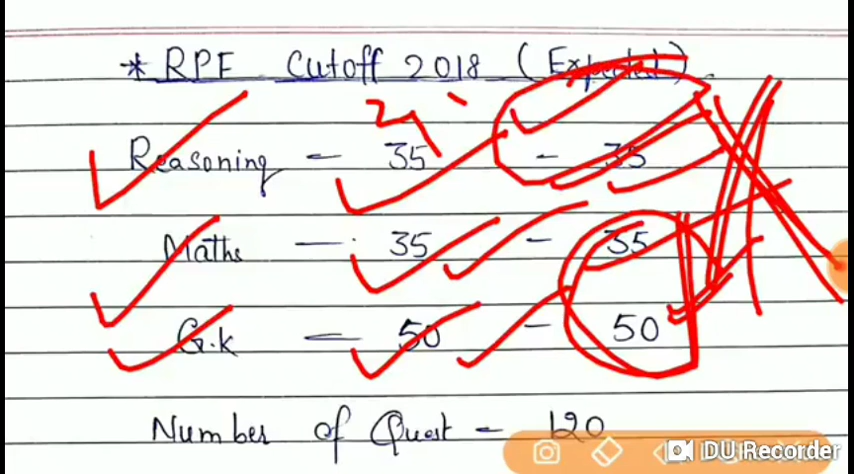 * RPF Cutoff 2018 (Expected)
Reasoning - 35 - 35
Maths - 35 - 35
G.k - 50 - 50
Number of Quest - 120
DU Recorder